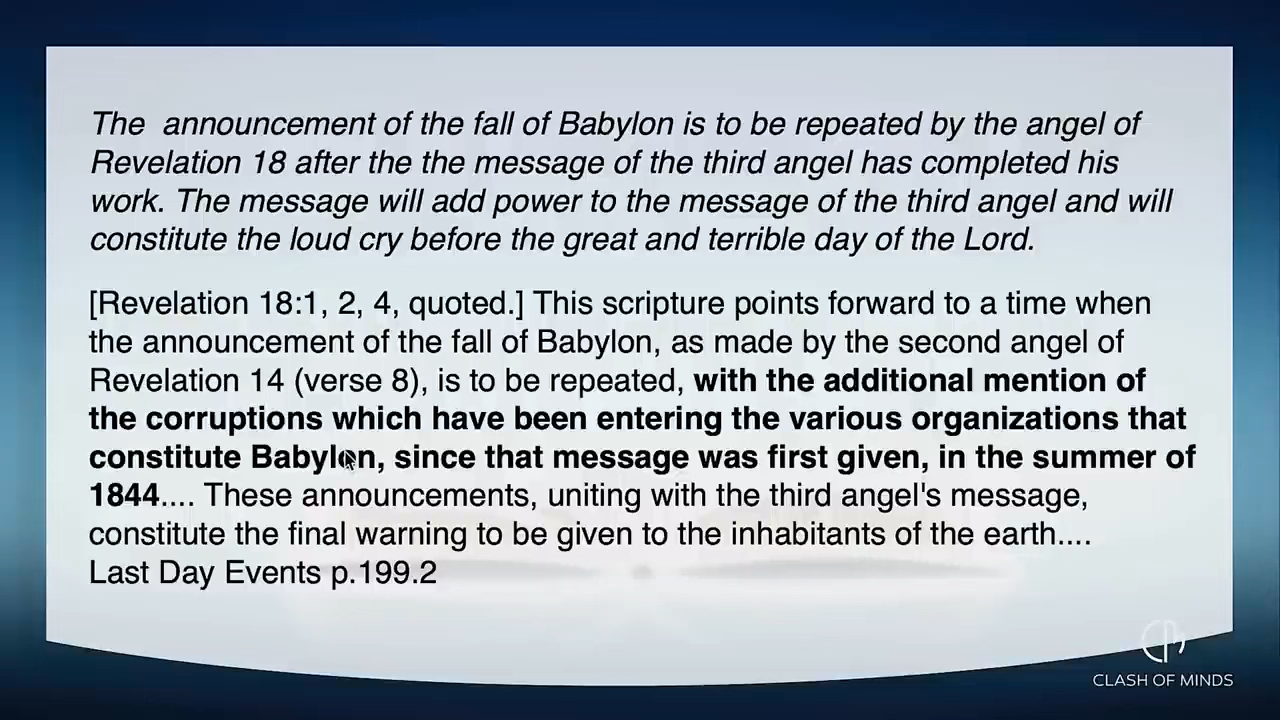 The  announcement of the fall of Babylon is to be repeated by the angel of
Revelation 18 after the the message of the third angel has completed his
work. The message will add power to the message of the third angel and will
constitute the loud cry before the great and terrible day of the Lord.
[Revelation 18:1, 2, 4, quoted.] This scripture points forward to a time when
the announcement of the fall of Babylon, as made by the second angel of
Revelation 14 (verse 8), is to be repeated, with the additional mention of
the corruptions which have been entering the various organizations that
constitute Babylon, since that message was first given, in the summer of
1844.... These announcements, uniting with the third angel's message,
constitute the final warning to be given to the inhabitants of the earth....
Last Day Events p.199.2
CLASH OF MINDS